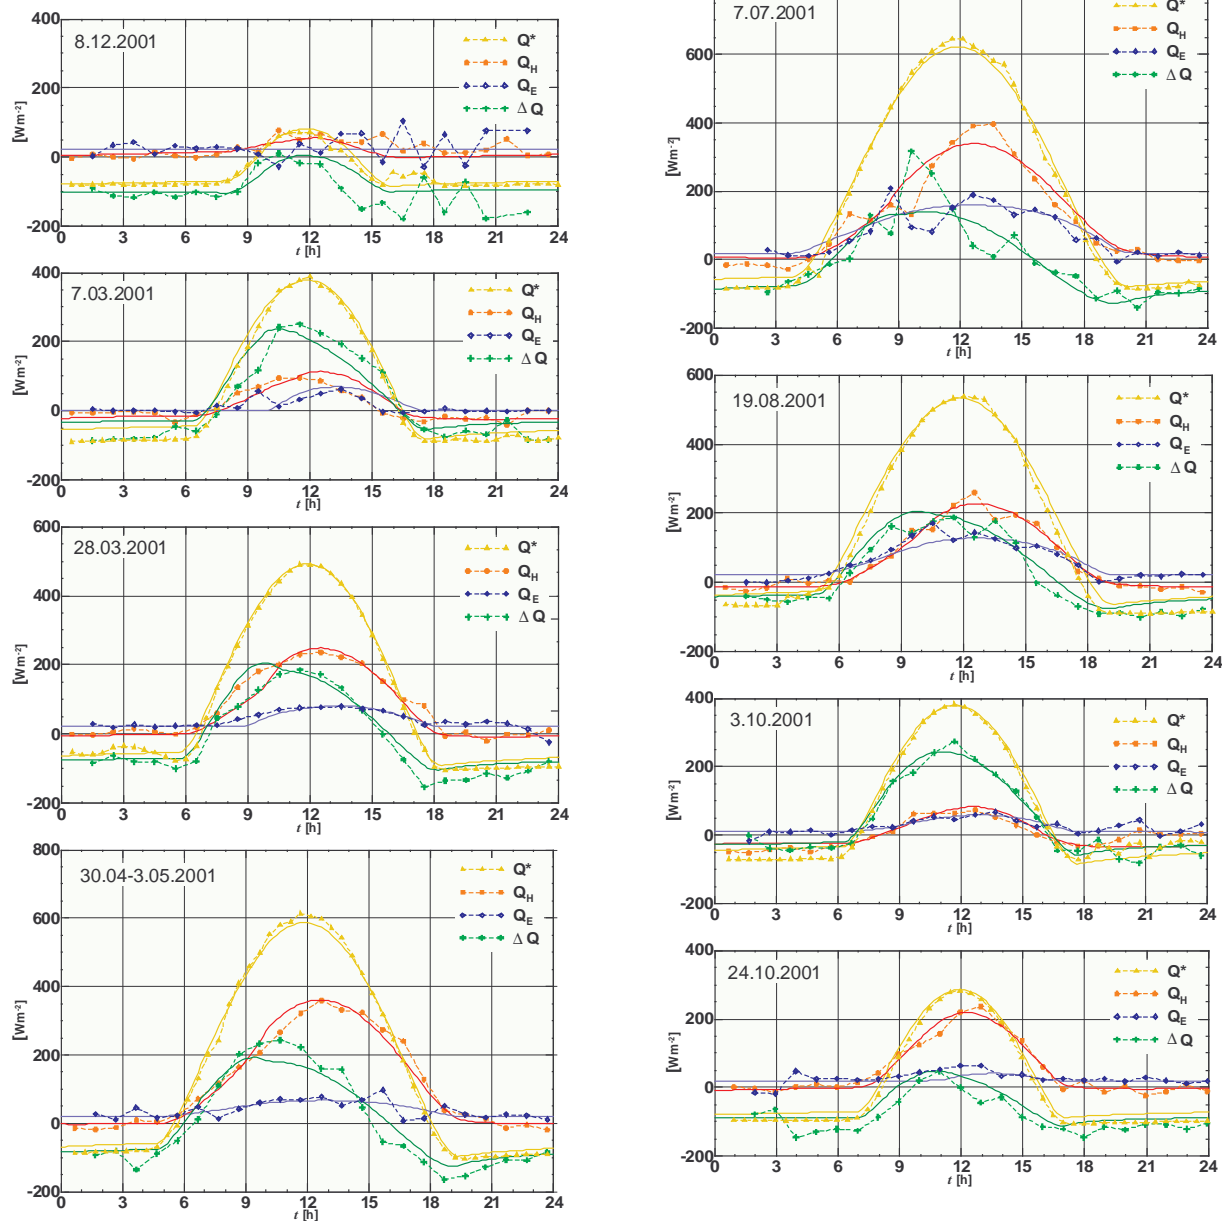 8.12.2001
[Wm-2]
400
200
0
-100
-200
0 3 6 9 12 15 18 21 24
t [h]
Q*
QH
QE
Δ Q
7.03.2001
[Wm-2]
400
200
0
-200
0 3 6 9 12 15 18 21 24
t [h]
Q*
QH
QE
Δ Q
28.03.2001
[Wm-2]
600
400
200
0
-200
0 3 6 9 12 15 18 21 24
t [h]
Q*
QH
QE
Δ Q
30.04-3.05.2001
[Wm-2]
800
600
400
200
0
-200
0 3 6 9 12 15 18 21 24
t [h]
Q*
QH
QE
Δ Q
7.07.2001
[Wm-2]
600
400
200
0
-200
0 3 6 9 12 15 18 21 24
t [h]
Q*
QH
QE
Δ Q
19.08.2001
[Wm-2]
600
400
200
0
-200
0 3 6 9 12 15 18 21 24
t [h]
Q*
QH
QE
Δ Q
3.10.2001
[Wm-2]
400
200
0
-200
0 3 6 9 12 15 18 21 24
t [h]
Q*
QH
QE
Δ Q
24.10.2001
[Wm-2]
400
200
0
-200
0 3 6 9 12 15 18 21 24
t [h]
Q*
QH
QE
Δ Q